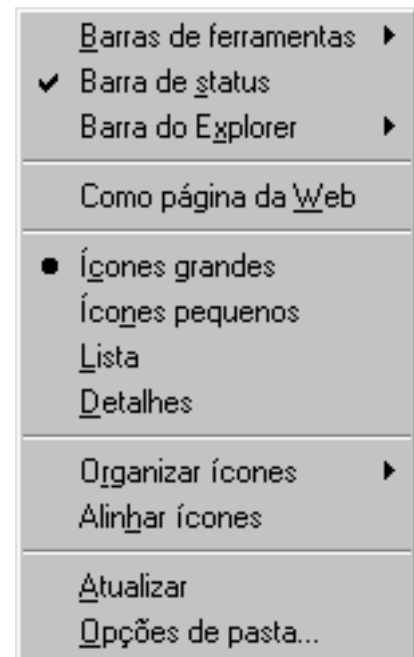 Barras de ferramentas
Barra de status
Barra do Explorer
Como página da Web
Ícones grandes
Ícones pequenos
Lista
Detalhes
Organizar ícones
Alinhar ícones
Atualizar
Opções de pasta...